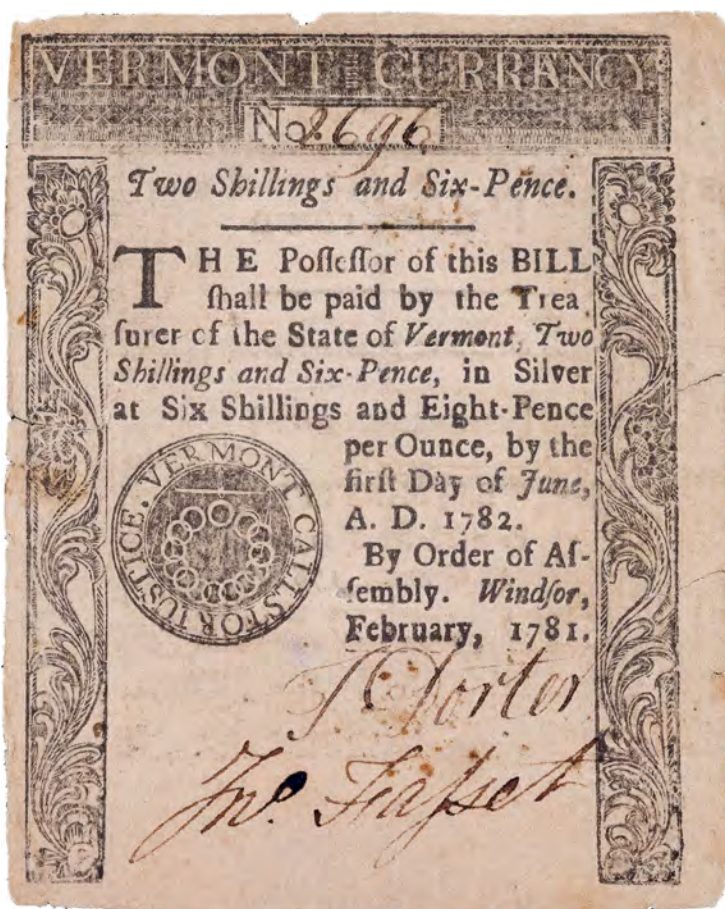 VERMONT CURRENCY
No. 2696
Two Shillings and Six-Pence.
THE Poſſeſſor of this BILL
ſhall be paid by the Trea
ſurer of the State of Vermont, Two
Shillings and Six-Pence, in Silver
at Six Shillings and Eight-Pence
per Ounce, by the
firſt Day of June,
A. D. 1782.
By Order of Aſ-
ſembly. Windſor,
February, 1781.
VERMONT CALLS FOR JUSTICE.
T Porter
Jno. Faſset